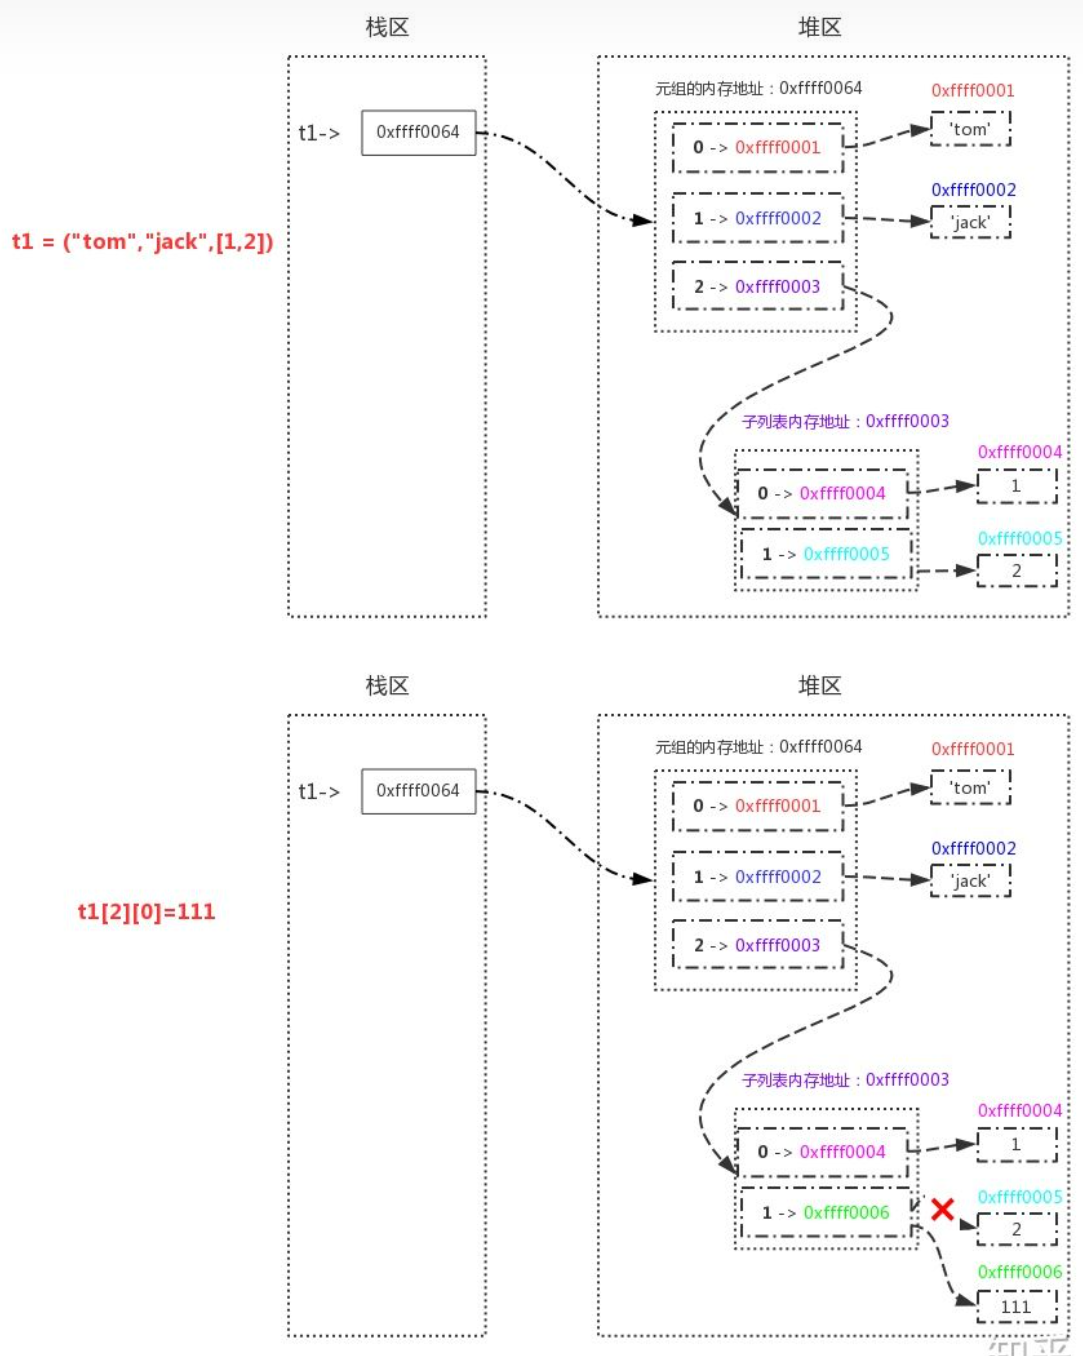 栈区
堆区
元组的内存地址：0xffff0064
0xffff0001
t1->
0xffff0064
0 -> 0xffff0001
'tom'
0xffff0002
1 -> 0xffff0002
'jack'
t1 = ("tom","jack",[1,2])
2 -> 0xffff0003
子列表内存地址：0xffff0003
0xffff0004
0 -> 0xffff0004
1
0xffff0005
1 -> 0xffff0005
2
栈区
堆区
元组的内存地址：0xffff0064
0xffff0001
t1->
0xffff0064
0 -> 0xffff0001
'tom'
0xffff0002
1 -> 0xffff0002
'jack'
t1[2][0]=111
2 -> 0xffff0003
子列表内存地址：0xffff0003
0xffff0004
0 -> 0xffff0004
1
0xffff0005
1 -> 0xffff0006
2
0xffff0006
111